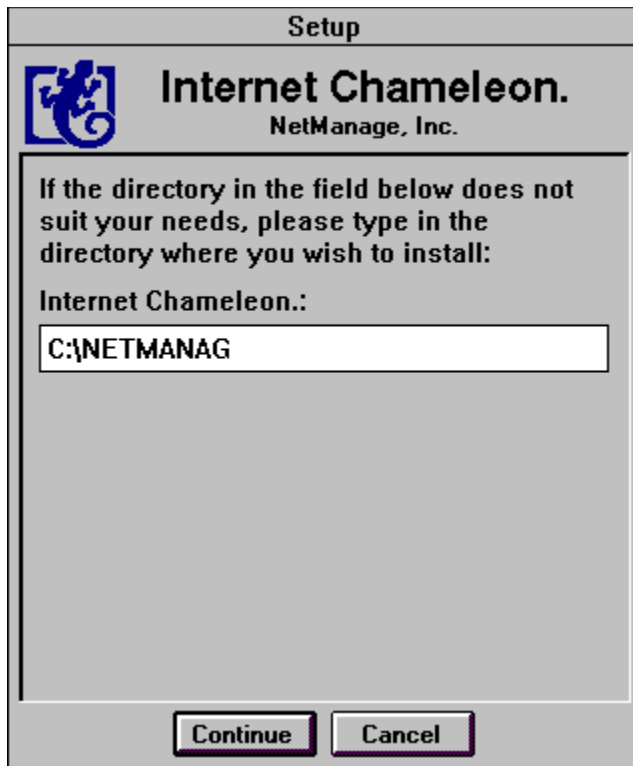 Setup
Internet Chameleon.
NetManage, Inc.
If the directory in the field below does not
suit your needs, please type in the
directory where you wish to install:
Internet Chameleon.:
C:\NETMANAG
Continue Cancel